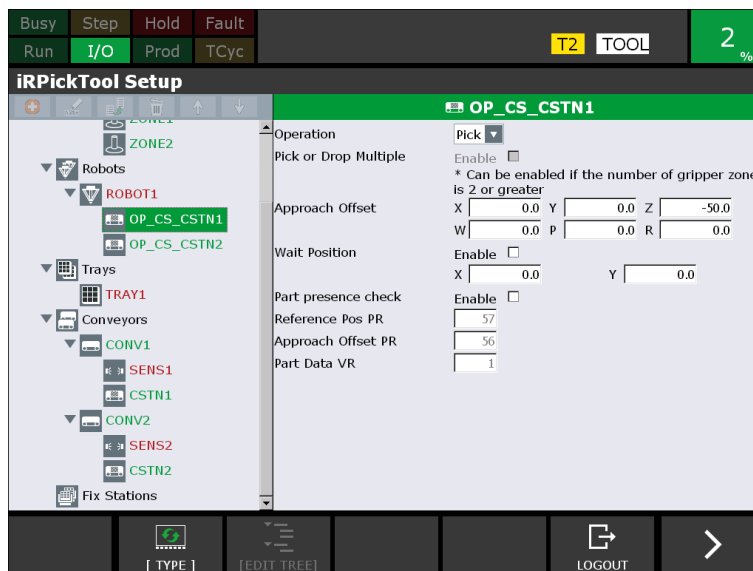 Busy Step Hold Fault
Run I/O Prod TCyc
T2 TOOL
2 %
iRPickTool Setup
OP_CS_CSTN1
ZONE1
ZONE2
Robots
ROBOT1
OP_CS_CSTN1
OP_CS_CSTN2
Trays
TRAY1
Conveyors
CONV1
SENS1
CSTN1
CONV2
SENS2
CSTN2
Fix Stations
Operation Pick
Pick or Drop Multiple Enable
* Can be enabled if the number of gripper zone
is 2 or greater
Approach Offset X 0.0 Y 0.0 Z -50.0
W 0.0 P 0.0 R 0.0
Wait Position Enable
X 0.0 Y 0.0
Part presence check Enable
Reference Pos PR 57
Approach Offset PR 56
Part Data VR 1
[ TYPE ] [EDIT TREE] LOGOUT